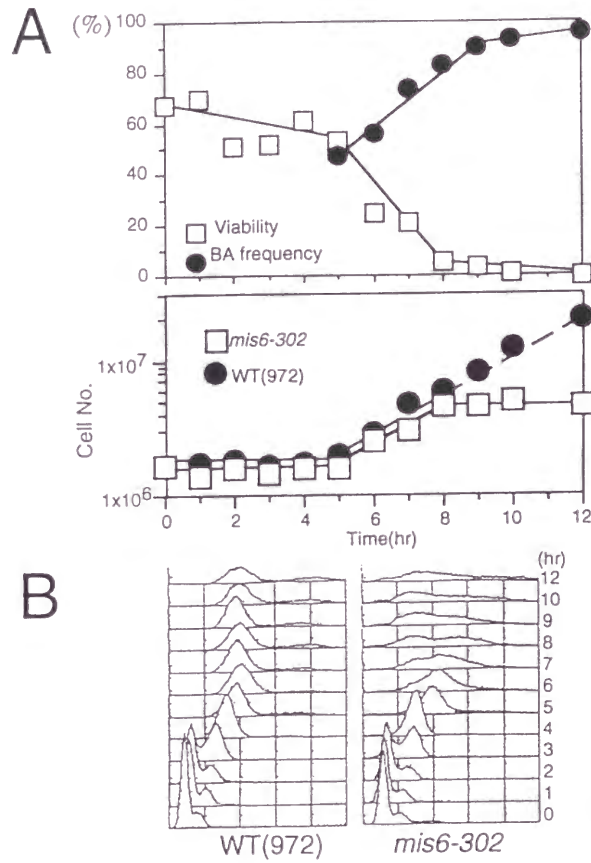 A
(%)
100
80
60
40
20
0
Viability
BA frequency
mis6-302
WT(972)
Cell No.
1x10⁷
1x10⁶
0 2 4 6 8 10 12
Time(hr)
B
(hr)
12
10
9
8
7
6
5
4
3
2
1
0
WT(972) mis6-302